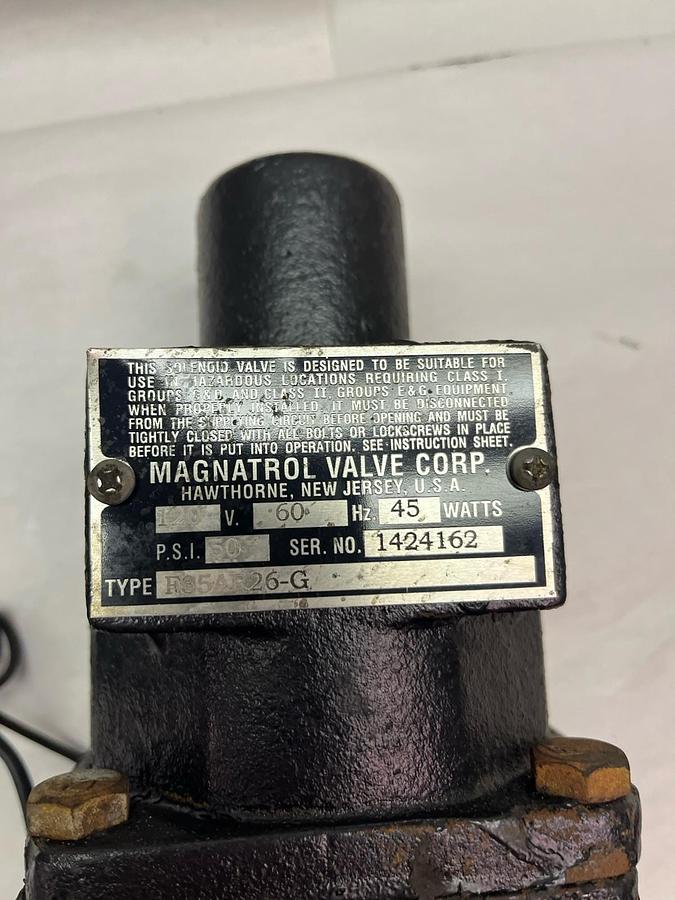 THIS SOLENOID VALVE IS DESIGNED TO BE SUITABLE FOR
USE IN HAZARDOUS LOCATIONS REQUIRING CLASS I,
GROUPS C&D AND CLASS II, GROUPS E&G EQUIPMENT
WHEN PROPERLY INSTALLED. IT MUST BE DISCONNECTED
FROM THE SUPPLYING CIRCUIT BEFORE OPENING AND MUST BE
TIGHTLY CLOSED WITH ALL BOLTS OR LOCKSCREWS IN PLACE
BEFORE IT IS PUT INTO OPERATION. SEE INSTRUCTION SHEET.
MAGNATROL VALVE CORP.
HAWTHORNE, NEW JERSEY, U.S.A.
120 V. 60 Hz. 45 WATTS
P.S.I. SER. NO. 1424162
TYPE